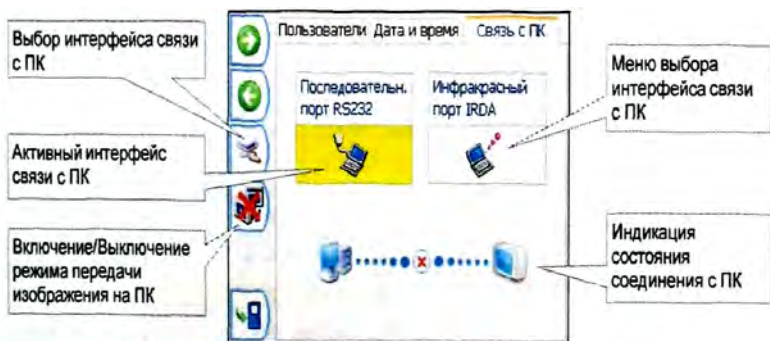 Выбор интерфейса связи
с ПК
Активный интерфейс
связи с ПК
Включение/Выключение
режима передачи
изображения на ПК
Пользователи Дата и время Связь с ПК
Последовательн.
порт RS232
Инфракрасный
порт IRDA
Меню выбора
интерфейса связи
с ПК
Индикация
состояния
соединения с ПК